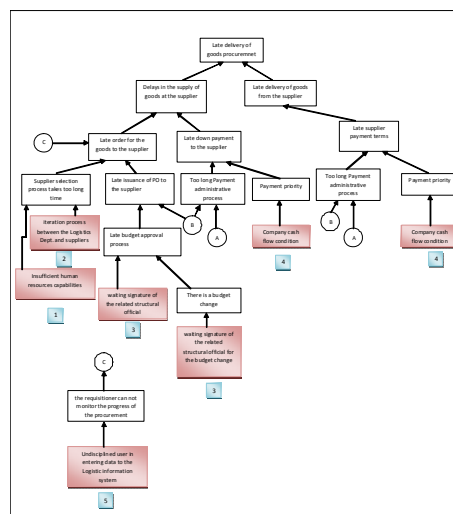 Late delivery of
goods procuremnet
Delays in the supply of
goods at the supplier
Late delivery of goods
from the supplier
Late supplier
payment terms
C
Late order for the
goods to the supplier
Late down payment
to the supplier
Supplier selection
process takes too long
time
Late issuance of PO to
the supplier
Too long Payment
administrative
process
Payment priority
Too long Payment
administrative
process
Payment priority
Iteration process
between the Logistics
Dept. and suppliers
2
B
A
B
A
Late budget approval
process
Company cash
flow condition
4
Company cash
flow condition
4
Insufficient human
resources capabilities
1
waiting signature of
the related structural
official
3
There is a budget
change
waiting signature of
the related
structural official for
the budget change
3
C
the requisitioner can not
monitor the progress of
the procurement
Undisciplined user in
entering data to the
Logistic information
system
5